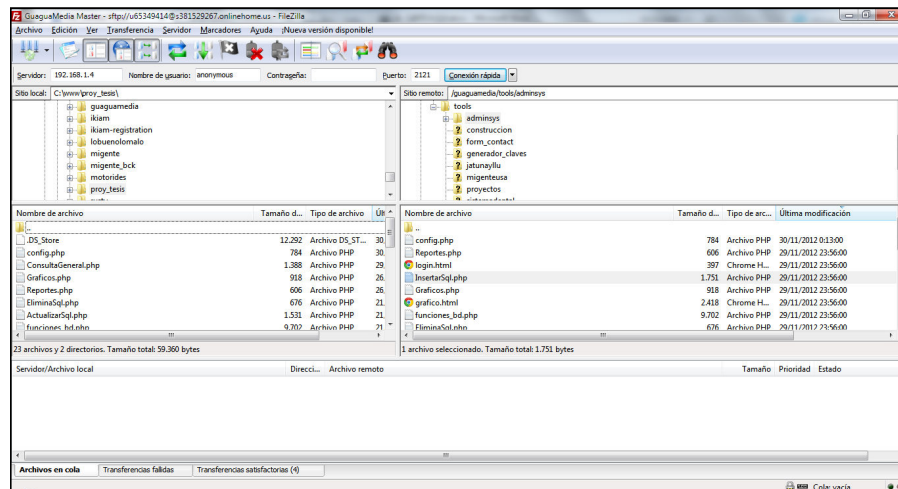 GuaguaMedia Master - sftp://u65349414@s381529267.onlinehome.us - FileZilla
Archivo Edición Ver Transferencia Servidor Marcadores Ayuda ¡Nueva versión disponible!
Servidor: 192.168.1.4 Nombre de usuario: anonymous Contraseña: Puerto: 2121 Conexión rápida
Sitio local: C:\www\proy_tesis\
guaguamedia
ikiam
ikiam-registration
lobuenolomalo
migente
migente_bck
motorides
proy_tesis
Sitio remoto: /guaguamedia/tools/adminsys
tools
adminsys
construccion
form_contact
generador_claves
jatunayllu
migenteusa
proyectos
Nombre de archivo Tamaño d... Tipo de archivo Últ
..
.DS_Store 12.292 Archivo DS_ST... 30,
config.php 784 Archivo PHP 30,
ConsultaGeneral.php 1.388 Archivo PHP 29,
Graficos.php 918 Archivo PHP 26,
Reportes.php 606 Archivo PHP 26,
EliminaSql.php 676 Archivo PHP 21,
ActualizarSql.php 1.531 Archivo PHP 21,
funciones_bd.php 9.702 Archivo PHP 21
23 archivos y 2 directorios. Tamaño total: 59.360 bytes
Nombre de archivo Tamaño d... Tipo de arc... Última modificación
..
config.php 784 Archivo PHP 30/11/2012 0:13:00
Reportes.php 606 Archivo PHP 29/11/2012 23:56:00
login.html 397 Chrome H... 29/11/2012 23:56:00
InsertarSql.php 1.751 Archivo PHP 29/11/2012 23:56:00
Graficos.php 918 Archivo PHP 29/11/2012 23:56:00
grafico.html 2.418 Chrome H... 29/11/2012 23:56:00
funciones_bd.php 9.702 Archivo PHP 29/11/2012 23:56:00
EliminaSql.php 676 Archivo PHP 29/11/2012 23:56:00
1 archivo seleccionado. Tamaño total: 1.751 bytes
Servidor/Archivo local Direcci... Archivo remoto Tamaño Prioridad Estado
Archivos en cola Transferencias fallidas Transferencias satisfactorias (4)
Cola: vacía